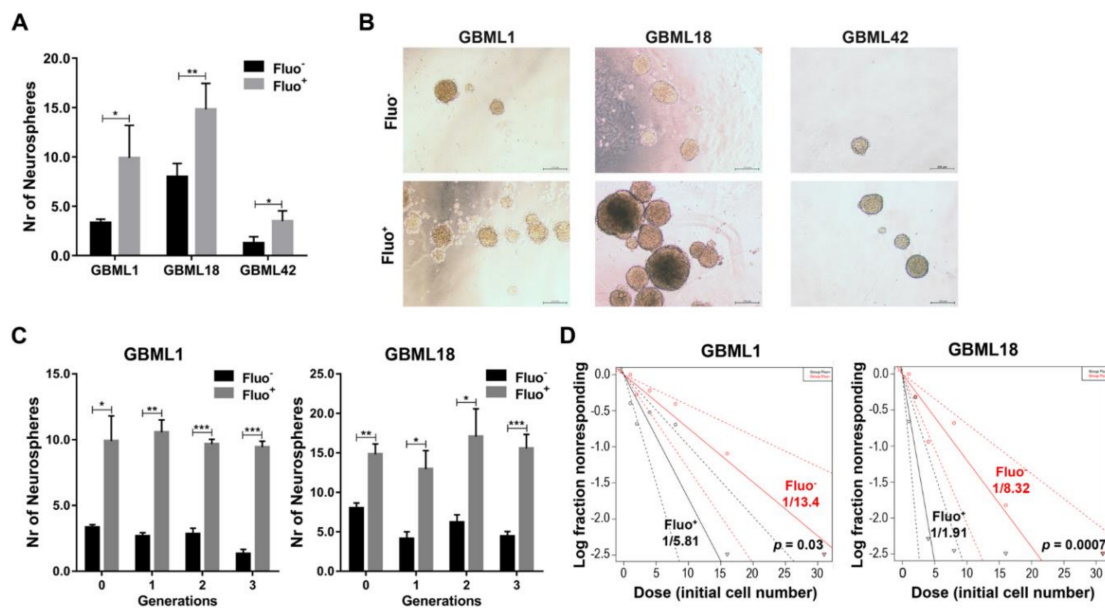 A
20.0
15.0
10.0
5.0
0.0
Nr of Neurospheres
Fluo⁻
Fluo⁺
*
**
*
GBML1
GBML18
GBML42
B
GBML1
GBML18
GBML42
Fluo⁻
Fluo⁺
C
GBML1
15.0
10.0
5.0
0.0
Nr of Neurospheres
Fluo⁻
Fluo⁺
*
**
***
***
0
1
2
3
Generations
GBML18
25.0
20.0
15.0
10.0
5.0
0.0
Nr of Neurospheres
Fluo⁻
Fluo⁺
**
*
*
***
0
1
2
3
Generations
D
GBML1
0.0
-0.5
-1.0
-1.5
-2.0
-2.5
Log fraction nonresponding
Fluo⁻
1/13.4
Fluo⁺
1/5.81
p = 0.03
0
5
10
15
20
25
30
Dose (initial cell number)
GBML18
0.0
-0.5
-1.0
-1.5
-2.0
-2.5
Log fraction nonresponding
Fluo⁻
1/8.32
Fluo⁺
1/1.91
p = 0.0007
0
5
10
15
20
25
30
Dose (initial cell number)